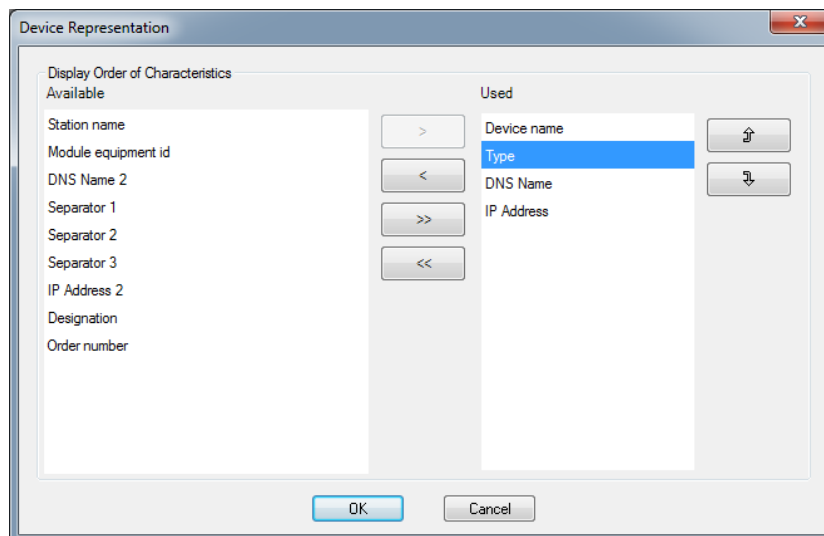 Device Representation
Display Order of Characteristics
Available
Used
Station name
Module equipment id
DNS Name 2
Separator 1
Separator 2
Separator 3
IP Address 2
Designation
Order number
>
<
>>
<<
Device name
Type
DNS Name
IP Address
OK
Cancel